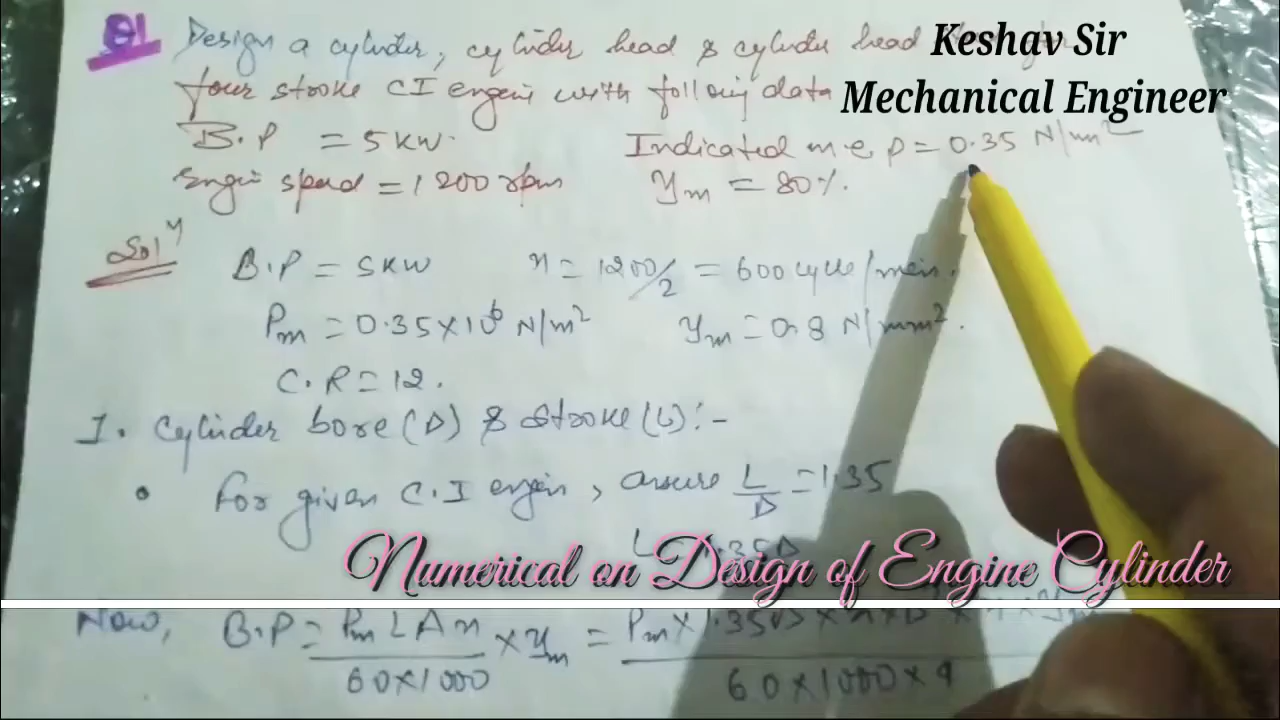 Q1 Design a cylinder, cylinder head & cylinder head
Keshav Sir
four stroke CI engine with following data
Mechanical Engineer
B.P = 5 kW. Indicated m.e.p = 0.35 N/mm²
Engine speed = 1200 rpm ηm = 80%.
Solⁿ
B.P = 5 kW n = 1200/2 = 600 cycle/min.
Pm = 0.35×10⁶ N/m² ηm = 0.8 N/mm².
C.R = 12.
I. Cylinder bore (D) & stroke (L):-
• For given C.I engine, assure L/D = 1.35
L = 1.35D
Numerical on Design of Engine Cylinder
Now, B.P = Pm L A n / 60×1000 × ηm = Pm × 1.35D × / 60×1000×4